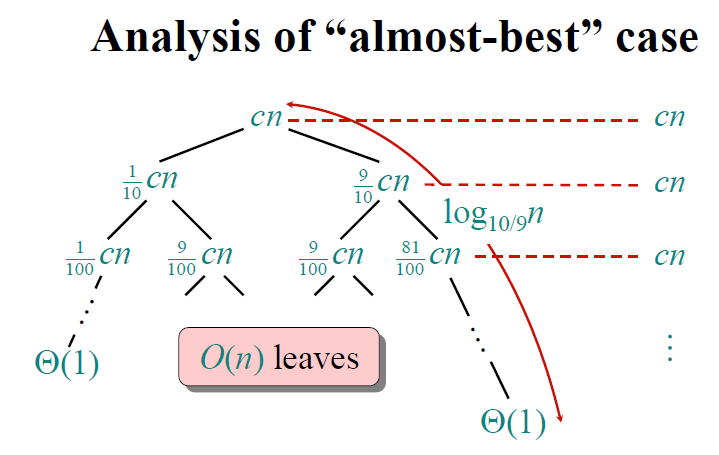 Analysis of “almost-best” case
cn cn
1/10 cn 9/10 cn cn
log10/9n
1/100 cn 9/100 cn 9/100 cn 81/100 cn cn
⋰ ⋱ ⋮
Θ(1) O(n) leaves
Θ(1)